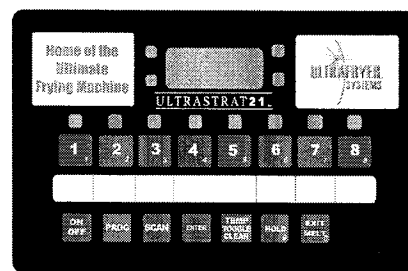 Home of the
Ultimate
Frying Machine
ULTRAFRYER
SYSTEMS
ULTRASTRAT21
1 2 3 4 5 6 7 8
ON
OFF
PROG
SCAN
ENTER
TEMP
TOGGLE
CLEAR
HOLD
EXIT
MELT